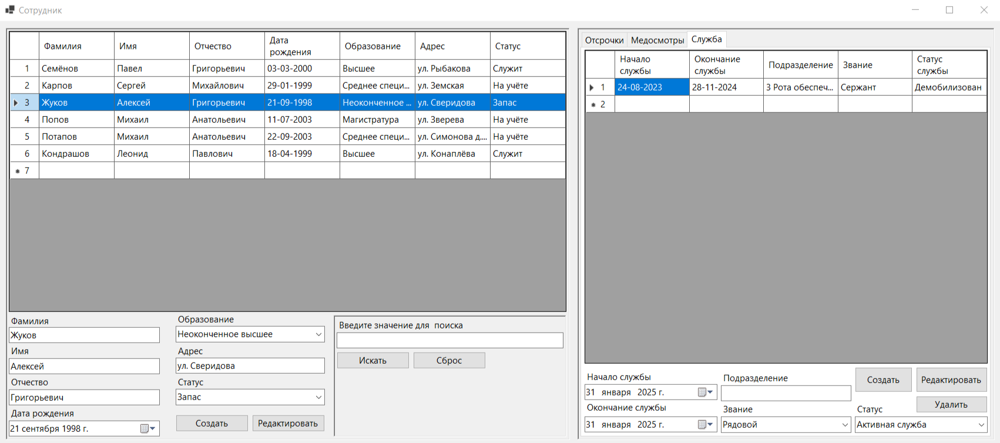 Сотрудник
Фамилия Имя Отчество Дата рождения Образование Адрес Статус
1 Семёнов Павел Григорьевич 03-03-2000 Высшее ул. Рыбакова Служит
2 Карпов Сергей Михайлович 29-01-1999 Среднее специ... ул. Земская На учёте
3 Жуков Алексей Григорьевич 21-09-1998 Неоконченное ... ул. Сверидова Запас
4 Попов Михаил Анатольевич 11-07-2003 Магистратура ул. Зверева На учёте
5 Потапов Михаил Анатольевич 22-09-2003 Среднее специ... ул. Симонова д.... На учёте
6 Кондрашов Леонид Павлович 18-04-1999 Высшее ул. Конаплёва Служит
7
Фамилия
Жуков
Имя
Алексей
Отчество
Григорьевич
Дата рождения
21 сентября 1998 г.
Образование
Неоконченное высшее
Адрес
ул. Сверидова
Статус
Запас
Создать Редактировать
Введите значение для поиска
Искать Сброс
Отсрочки Медосмотры Служба
Начало службы Окончание службы Подразделение Звание Статус службы
1 24-08-2023 28-11-2024 3 Рота обеспеч... Сержант Демобилизован
2
Начало службы
31 января 2025 г.
Окончание службы
31 января 2025 г.
Подразделение
Звание
Рядовой
Создать Редактировать
Удалить
Статус
Активная служба